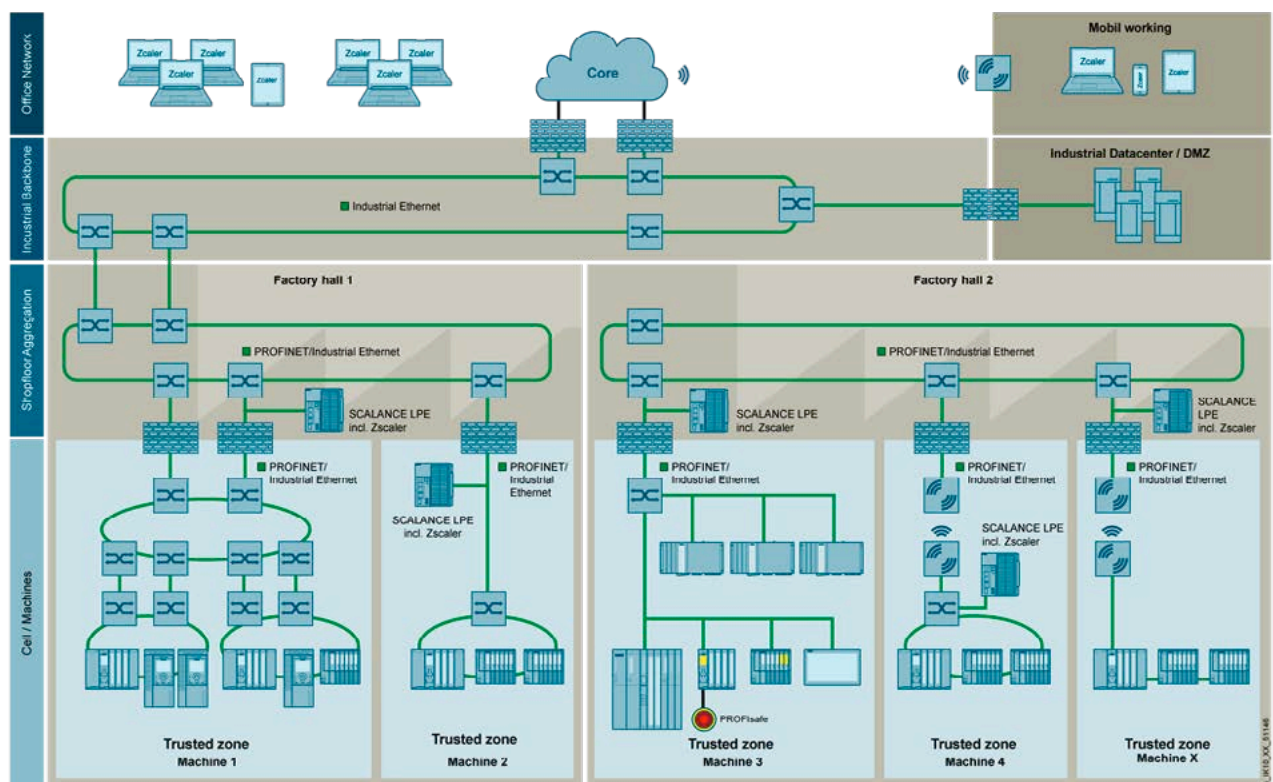 Office Network
Zcaler
Zcaler
Zcaler
Zcaler
Zcaler
Zcaler
Zcaler
Core
Mobil working
Zcaler
Zcaler
Zcaler
Incustrial Backbone
Industrial Ethernet
Industrial Datacenter / DMZ
Stopfloor Aggregation
Factory hall 1
PROFINET/Industrial Ethernet
SCALANCE LPE
incl. Zscaler
Factory hall 2
PROFINET/Industrial Ethernet
SCALANCE LPE
incl. Zscaler
SCALANCE
LPE
incl. Zscaler
Cell / Machines
PROFINET/
Industrial Ethernet
Trusted zone
Machine 1
PROFINET/
Industrial
Ethernet
SCALANCE LPE
incl. Zscaler
Trusted zone
Machine 2
PROFINET/
Industrial Ethernet
PROFIsafe
Trusted zone
Machine 3
PROFINET/
Industrial Ethernet
SCALANCE LPE
incl. Zscaler
Trusted zone
Machine 4
PROFINET/
Industrial Ethernet
Trusted zone
Machine X